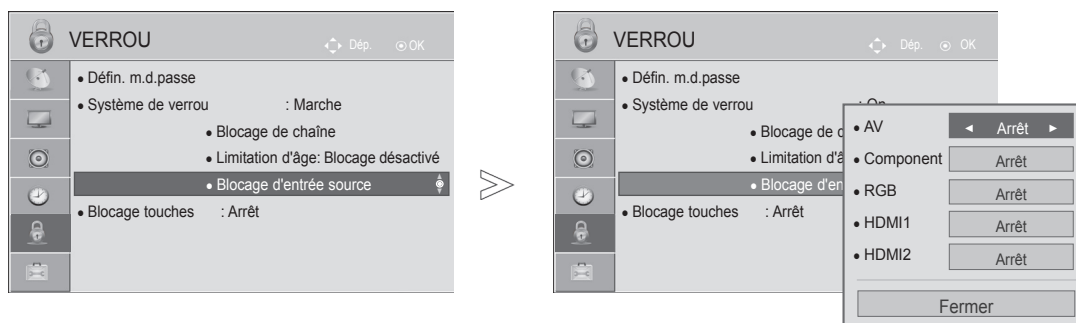 VERROU
Dép. OK
• Défin. m.d.passe
• Système de verrou : Marche
• Blocage de chaîne
• Limitation d'âge: Blocage désactivé
• Blocage d'entrée source
• Blocage touches : Arrêt
VERROU
Dép. OK
• Défin. m.d.passe
• Système de verrou : On
• Blocage de c
• Limitation d'â
• Blocage d'en
• Blocage touches : Arrêt
• AV ◄ Arrêt ►
• Component Arrêt
• RGB Arrêt
• HDMI1 Arrêt
• HDMI2 Arrêt
Fermer